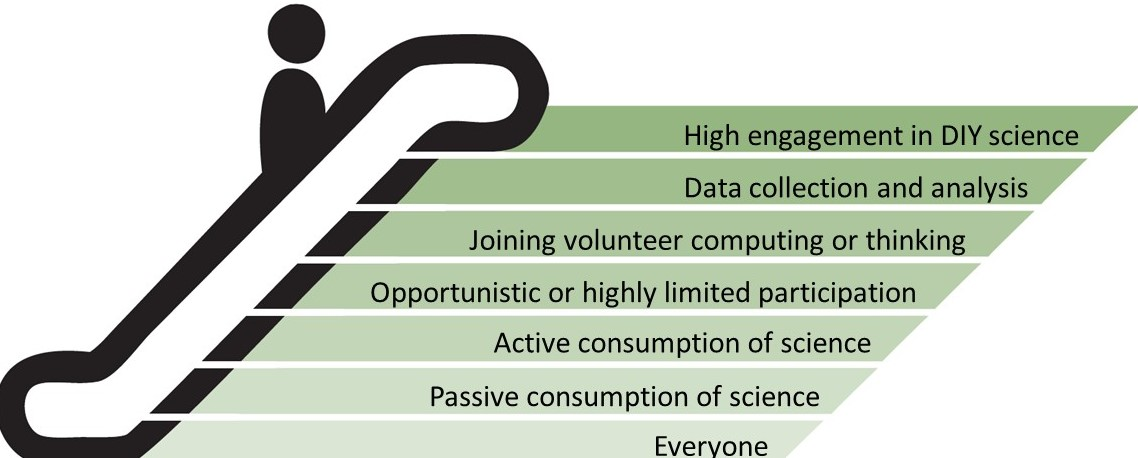 High engagement in DIY science
Data collection and analysis
Joining volunteer computing or thinking
Opportunistic or highly limited participation
Active consumption of science
Passive consumption of science
Everyone